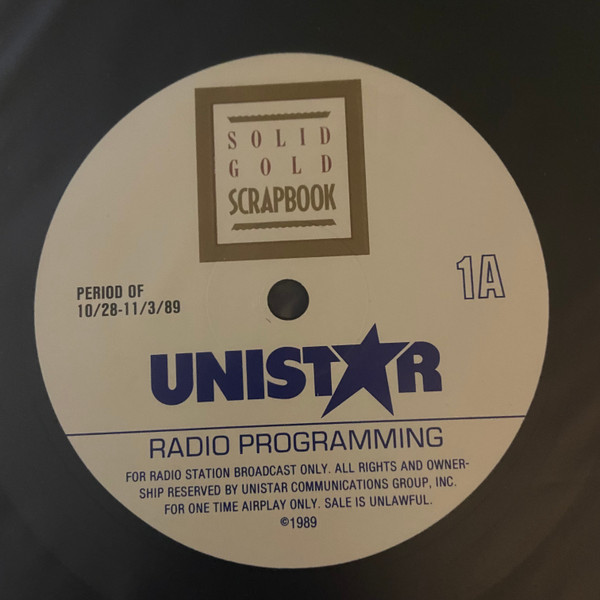 SOLID
GOLD
SCRAPBOOK
PERIOD OF
10/28-11/3/89
1A
UNISTAR
RADIO PROGRAMMING
FOR RADIO STATION BROADCAST ONLY. ALL RIGHTS AND OWNER-
SHIP RESERVED BY UNISTAR COMMUNICATIONS GROUP, INC.
FOR ONE TIME AIRPLAY ONLY. SALE IS UNLAWFUL.
©1989